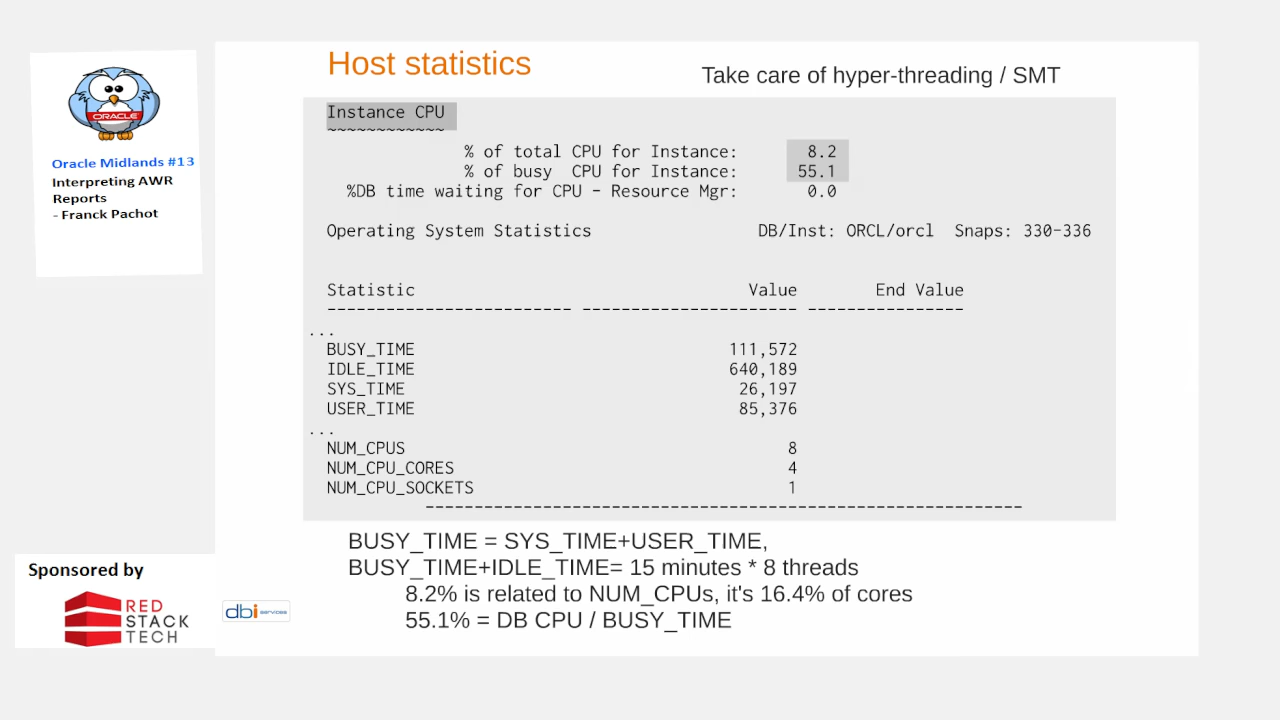 Host statistics
Take care of hyper-threading / SMT
ORACLE
Oracle Midlands #13
Interpreting AWR
Reports
- Franck Pachot
Instance CPU
~~~~~~~~~~~~
% of total CPU for Instance: 8.2
% of busy CPU for Instance: 55.1
%DB time waiting for CPU - Resource Mgr: 0.0
Operating System Statistics DB/Inst: ORCL/orcl Snaps: 330-336
Statistic Value End Value
------------------------- ---------------------- ----------------
...
BUSY_TIME 111,572
IDLE_TIME 640,189
SYS_TIME 26,197
USER_TIME 85,376
...
NUM_CPUS 8
NUM_CPU_CORES 4
NUM_CPU_SOCKETS 1
-------------------------------------------------------------
BUSY_TIME = SYS_TIME+USER_TIME,
BUSY_TIME+IDLE_TIME= 15 minutes * 8 threads
8.2% is related to NUM_CPUs, it's 16.4% of cores
55.1% = DB CPU / BUSY_TIME
Sponsored by
RED
STACK
TECH
dbi services